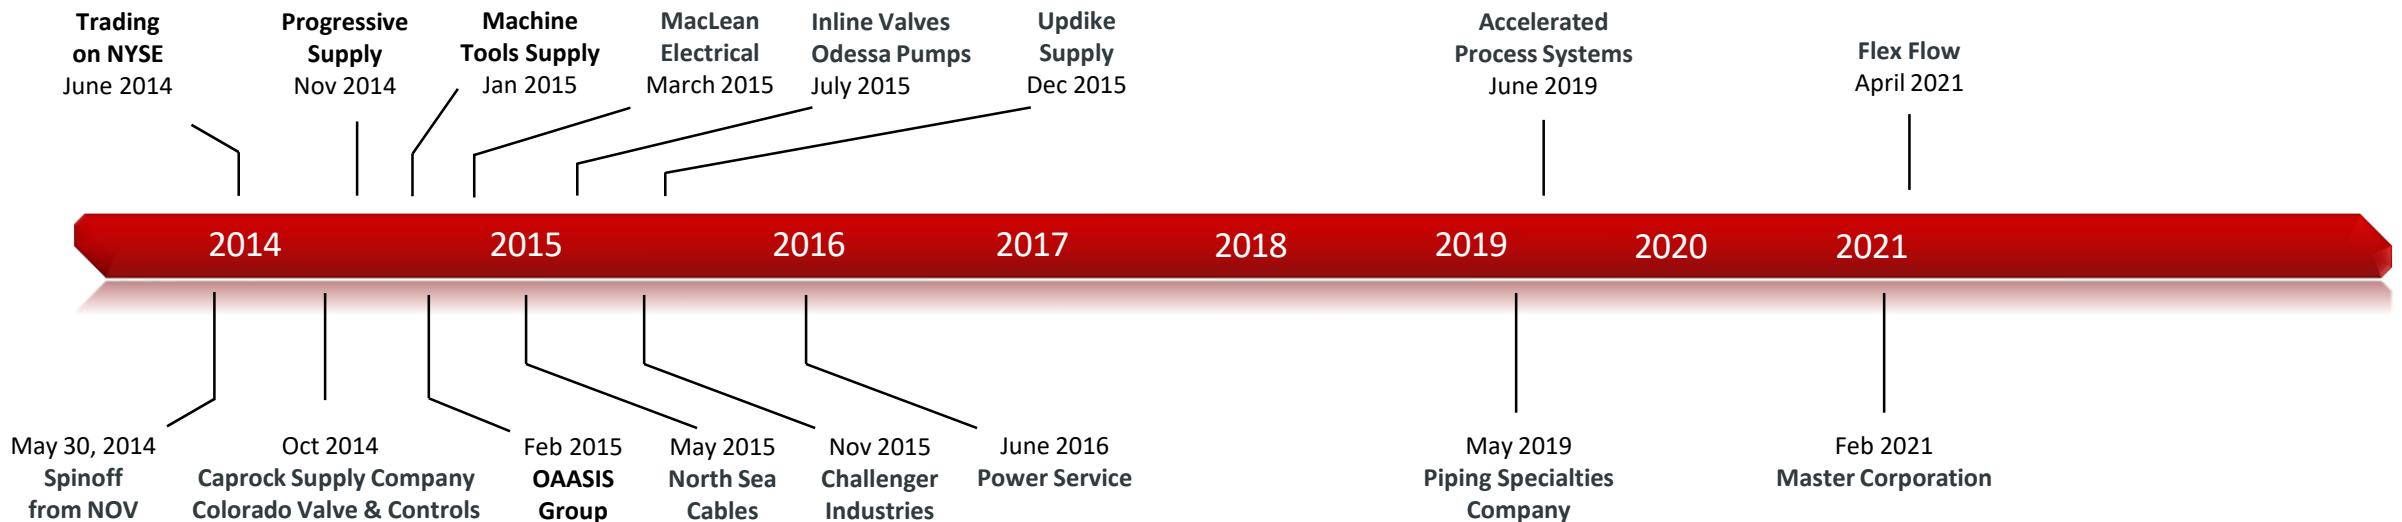 Trading
on NYSE
June 2014
Progressive
Supply
Nov 2014
Machine
Tools Supply
Jan 2015
MacLean
Electrical
March 2015
Inline Valves
Odessa Pumps
July 2015
Updike
Supply
Dec 2015
Accelerated
Process Systems
June 2019
Flex Flow
April 2021
2014
2015
2016
2017
2018
2019
2020
2021
May 30, 2014
Spinoff
from NOV
Oct 2014
Caprock Supply Company
Colorado Valve & Controls
Feb 2015
OAASIS
Group
May 2015
North Sea
Cables
Nov 2015
Challenger
Industries
June 2016
Power Service
May 2019
Piping Specialties
Company
Feb 2021
Master Corporation